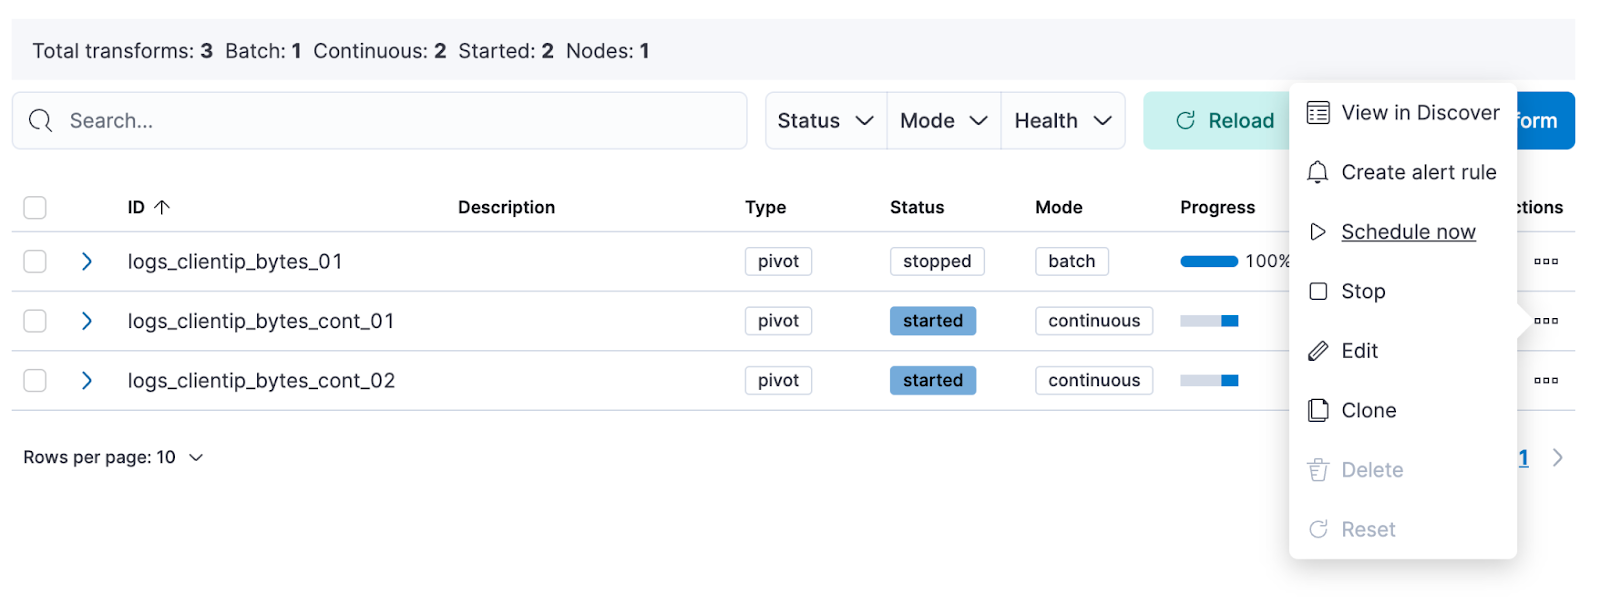 Total transforms: 3 Batch: 1 Continuous: 2 Started: 2 Nodes: 1
Search...
Status Mode Health Reload form
ID Description Type Status Mode Progress ctions
logs_clientip_bytes_01 pivot stopped batch 100%
logs_clientip_bytes_cont_01 pivot started continuous
logs_clientip_bytes_cont_02 pivot started continuous
Rows per page: 10 1
View in Discover
Create alert rule
Schedule now
Stop
Edit
Clone
Delete
Reset